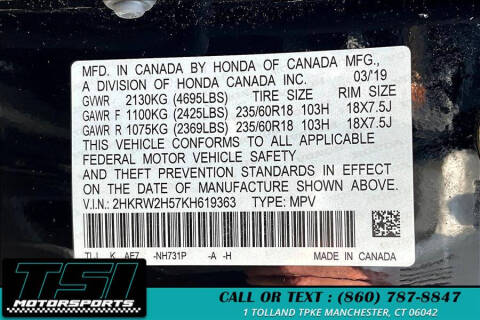 MFD. IN CANADA BY HONDA OF CANADA MFG.,
A DIVISION OF HONDA CANADA INC. 03/'19
GVWR 2130KG (4695LBS) TIRE SIZE RIM SIZE
GAWR F 1100KG (2425LBS) 235/60R18 103H 18X7.5J
GAWR R 1075KG (2369LBS) 235/60R18 103H 18X7.5J
THIS VEHICLE CONFORMS TO ALL APPLICABLE
FEDERAL MOTOR VEHICLE SAFETY
AND THEFT PREVENTION STANDARDS IN EFFECT
ON THE DATE OF MANUFACTURE SHOWN ABOVE.
V.I.N.: 2HKRW2H57KH619363 TYPE: MPV
-NH731P -A -H MADE IN CANADA
TSI
MOTORSPORTS
CALL OR TEXT : (860) 787-8847
1 TOLLAND TPKE MANCHESTER, CT 06042